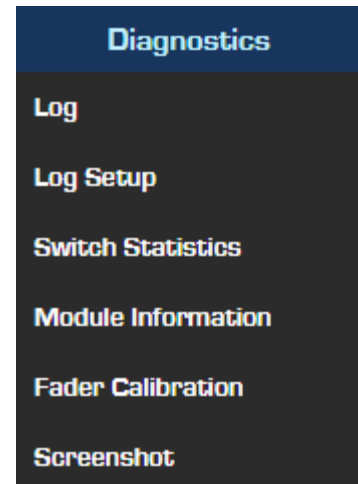 Diagnostics
Log
Log Setup
Switch Statistics
Module Information
Fader Calibration
Screenshot